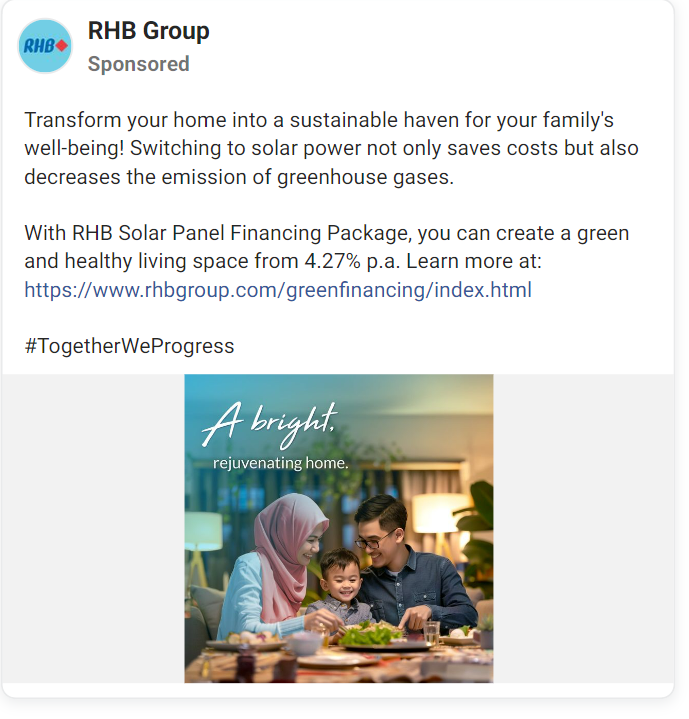 RHB
RHB Group
Sponsored
Transform your home into a sustainable haven for your family's
well-being! Switching to solar power not only saves costs but also
decreases the emission of greenhouse gases.
With RHB Solar Panel Financing Package, you can create a green
and healthy living space from 4.27% p.a. Learn more at:
https://www.rhbgroup.com/greenfinancing/index.html
#TogetherWeProgress
A bright,
rejuvenating home.